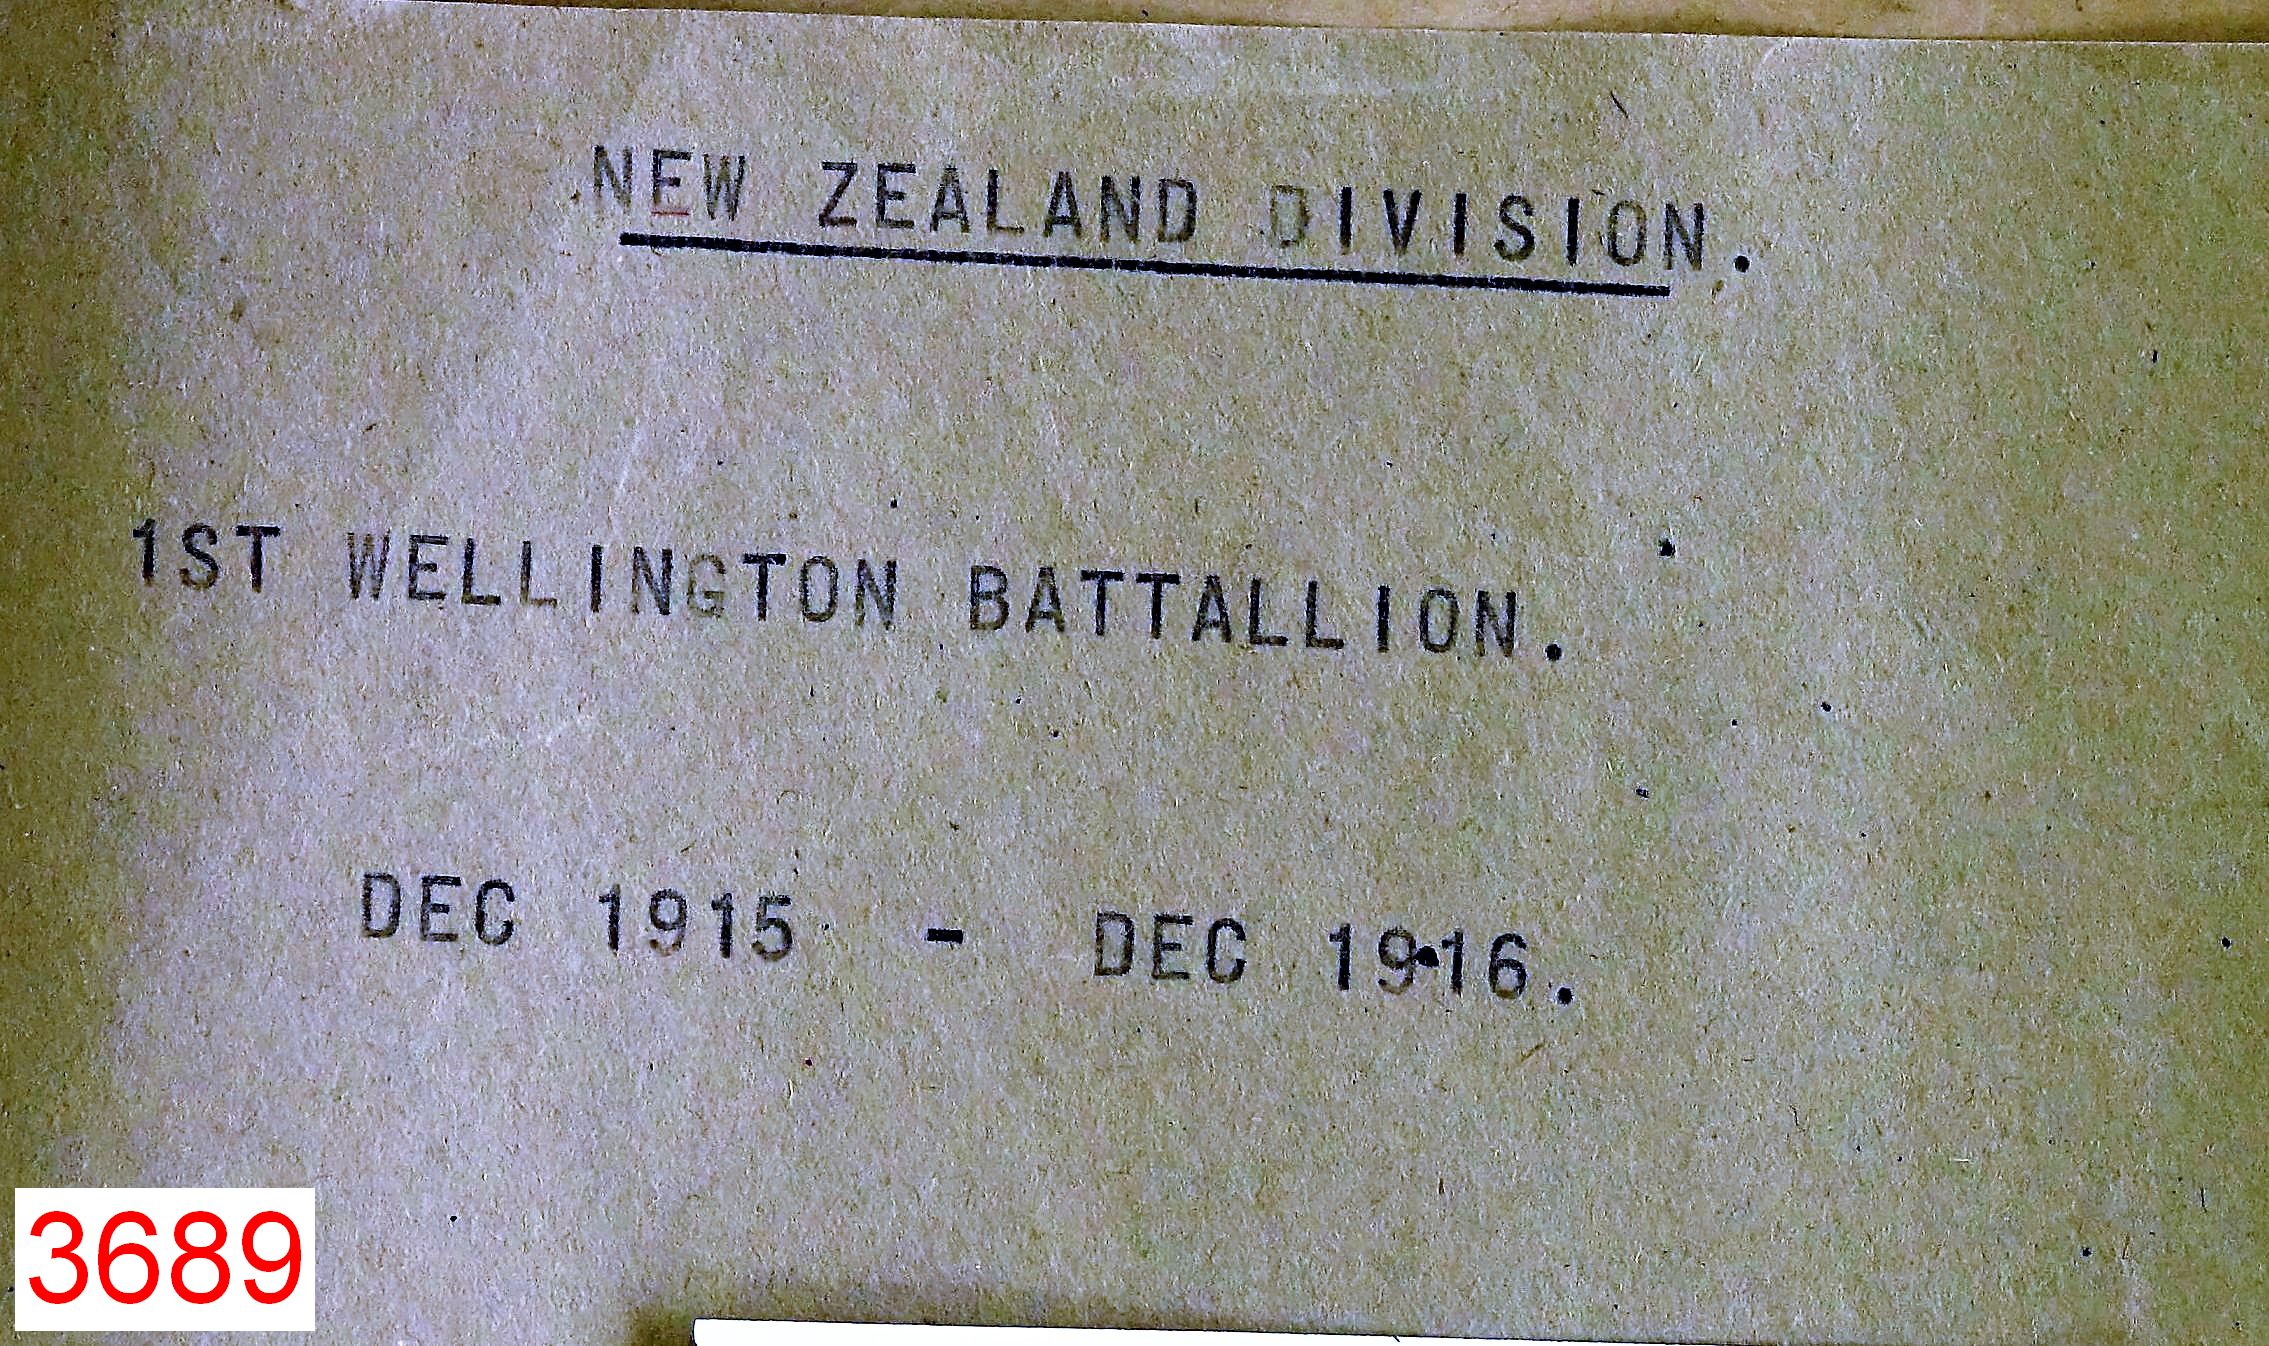 NEW ZEALAND DIVISION.
1ST WELLINGTON BATTALLION.
DEC 1915 - DEC 1916.
3689